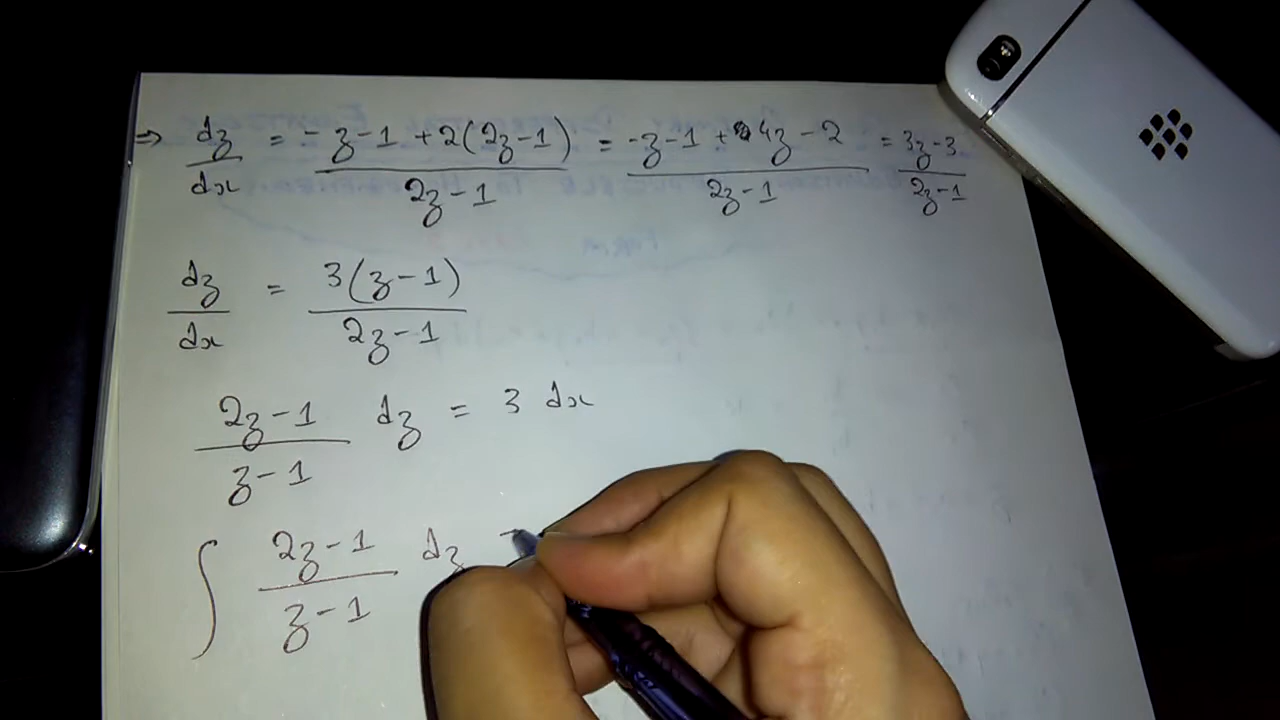 ⇒ dz/dx = (-z-1+2(2z-1))/(2z-1) = (-z-1+4z-2)/(2z-1) = (3z-3)/(2z-1)
dz/dx = 3(z-1)/(2z-1)
(2z-1)/(z-1) dz = 3 dx
∫ (2z-1)/(z-1) dz